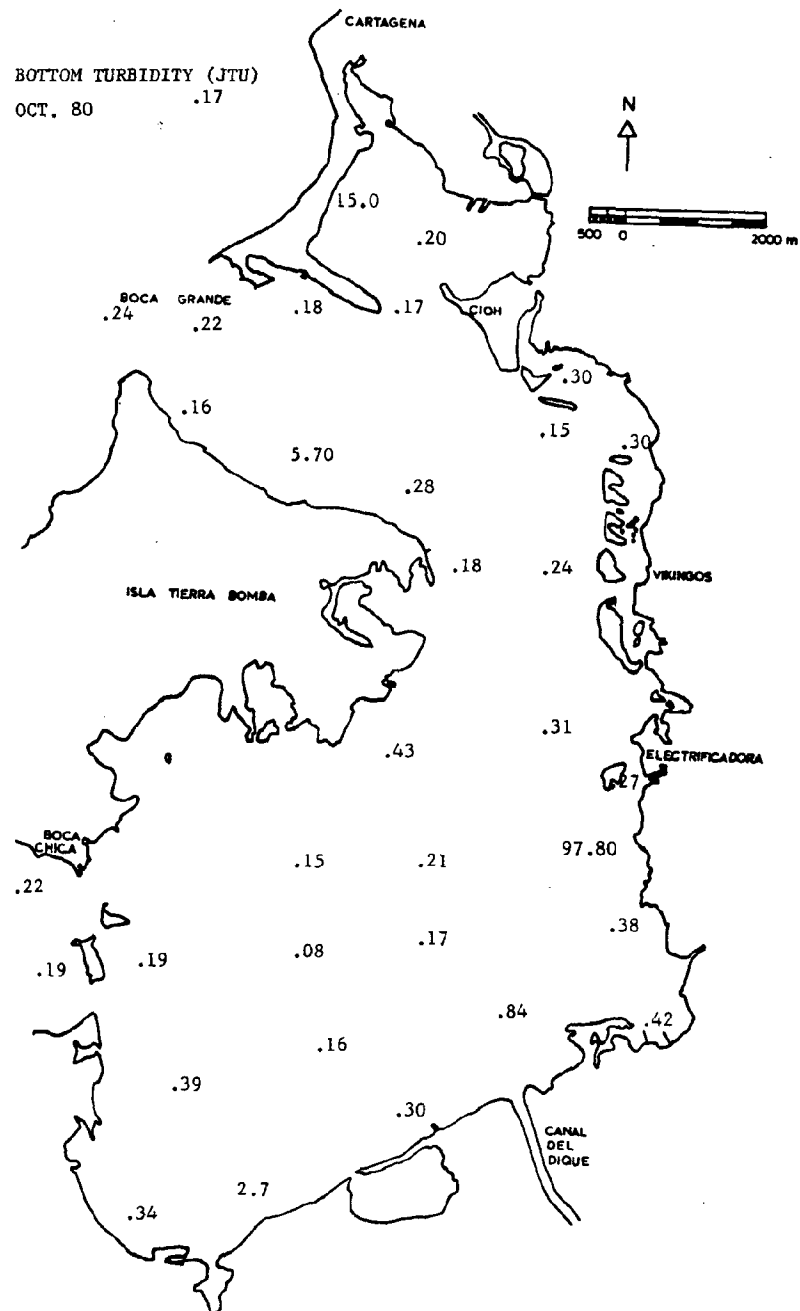 CARTAGENA
BOTTOM TURBIDITY (JTU)
OCT. 80
.17
N
15.0
.20
500 0 2000 m
BOCA GRANDE
.24
.22
.18
.17
CIOH
.30
.16
.15
.30
5.70
.28
.18
.24
VIKINGOS
ISLA TIERRA BOMBA
.31
.43
ELECTRIFICADORA
.27
BOCA
CHICA
.15
.21
97.80
.22
.38
.19
.19
.08
.17
.84
.42
.16
.39
.30
CANAL
DEL
DIQUE
2.7
.34